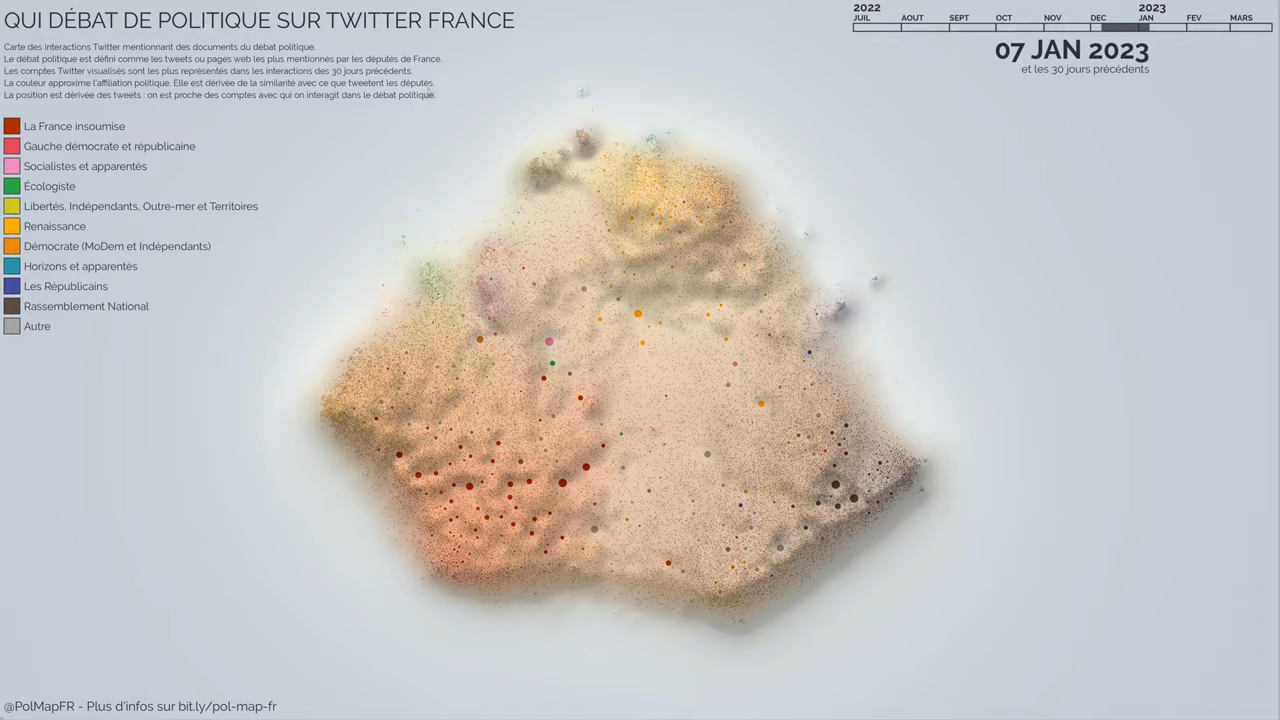 QUI DÉBAT DE POLITIQUE SUR TWITTER FRANCE
Carte des interactions Twitter mentionnant des documents du débat politique.
Le débat politique est défini comme les tweets ou pages web les plus mentionnes par les députés de France.
Les comptes Twitter visualisés sont les plus représentés dans les interactions des 30 jours précédents.
La couleur approxime l'affiliation politique. Elle est dérivée de la similarité avec ce que tweetent les députés.
La position est dérivée des tweets : on est proche des comptes avec qui on interagit dans le débat politique.
La France insoumise
Gauche démocrate et républicaine
Socialistes et apparentés
Écologiste
Libertés, Indépendants, Outre-mer et Territoires
Renaissance
Démocrate (MoDem et Indépendants)
Horizons et apparentés
Les Républicains
Rassemblement National
Autre
2022 2023
JUIL AOUT SEPT OCT NOV DEC JAN FEV MARS
07 JAN 2023
et les 30 jours précédents
@PolMapFR - Plus d'infos sur bit.ly/pol-map-fr